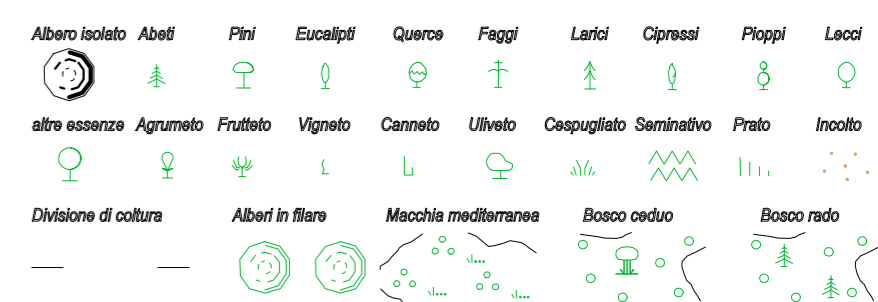 Albero isolato Abeti Pini Eucalipti Querce Faggi Larici Cipressi Pioppi Lecci
altre essenze Agrumeto Frutteto Vigneto Canneto Uliveto Cespugliato Seminativo Prato Incolto
Divisione di coltura Alberi in filare Macchia mediterranea Bosco ceduo Bosco rado